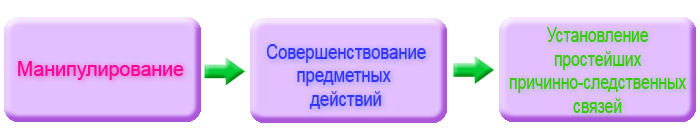 Манипулирование
Совершенствование
предметных
действий
Установление
простейших
причинно-следственных
связей